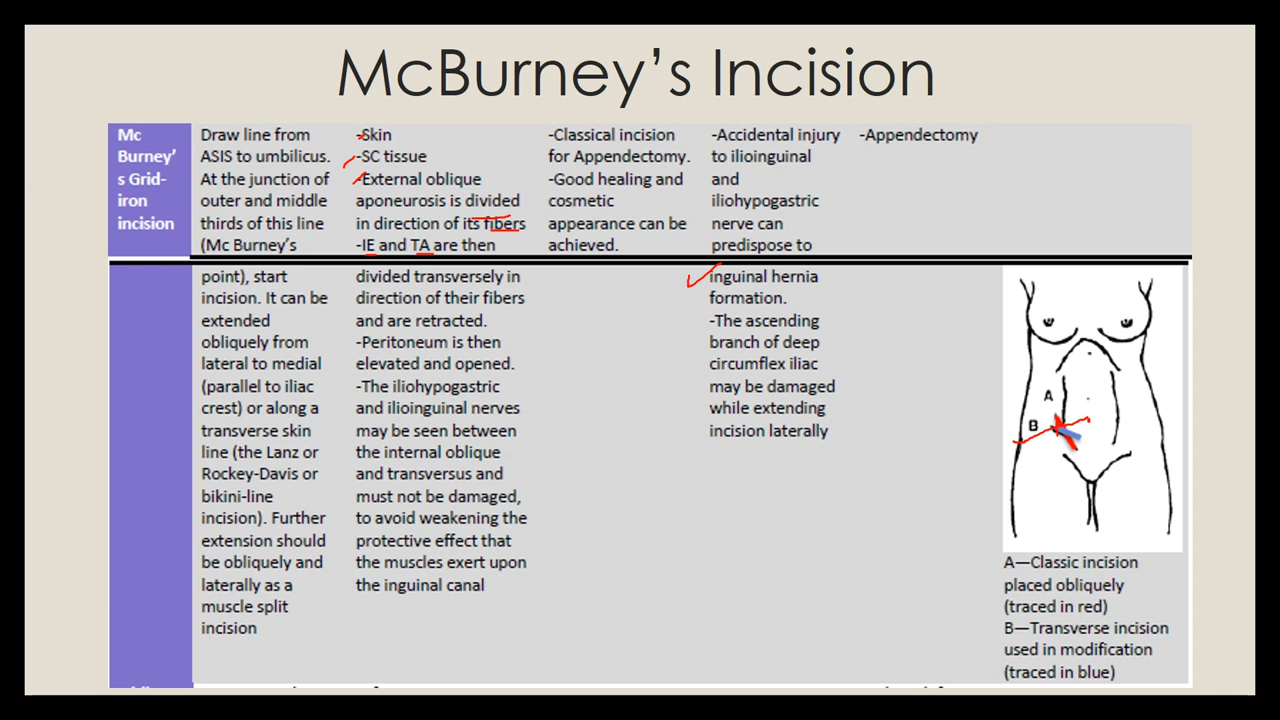 McBurney's Incision
Mc
Burney'
s Grid-
iron
incision
Draw line from
ASIS to umbilicus.
At the junction of
outer and middle
thirds of this line
(Mc Burney's
point), start
incision. It can be
extended
obliquely from
lateral to medial
(parallel to iliac
crest) or along a
transverse skin
line (the Lanz or
Rockey-Davis or
bikini-line
incision). Further
extension should
be obliquely and
laterally as a
muscle split
incision
-Skin
-SC tissue
-External oblique
aponeurosis is divided
in direction of its fibers
-IE and TA are then
divided transversely in
direction of their fibers
and are retracted.
-Peritoneum is then
elevated and opened.
-The iliohypogastric
and ilioinguinal nerves
may be seen between
the internal oblique
and transversus and
must not be damaged,
to avoid weakening the
protective effect that
the muscles exert upon
the inguinal canal
-Classical incision
for Appendectomy.
-Good healing and
cosmetic
appearance can be
achieved.
-Accidental injury
to ilioinguinal
and
iliohypogastric
nerve can
predispose to
inguinal hernia
formation.
-The ascending
branch of deep
circumflex iliac
may be damaged
while extending
incision laterally
-Appendectomy
A
B
A—Classic incision
placed obliquely
(traced in red)
B—Transverse incision
used in modification
(traced in blue)